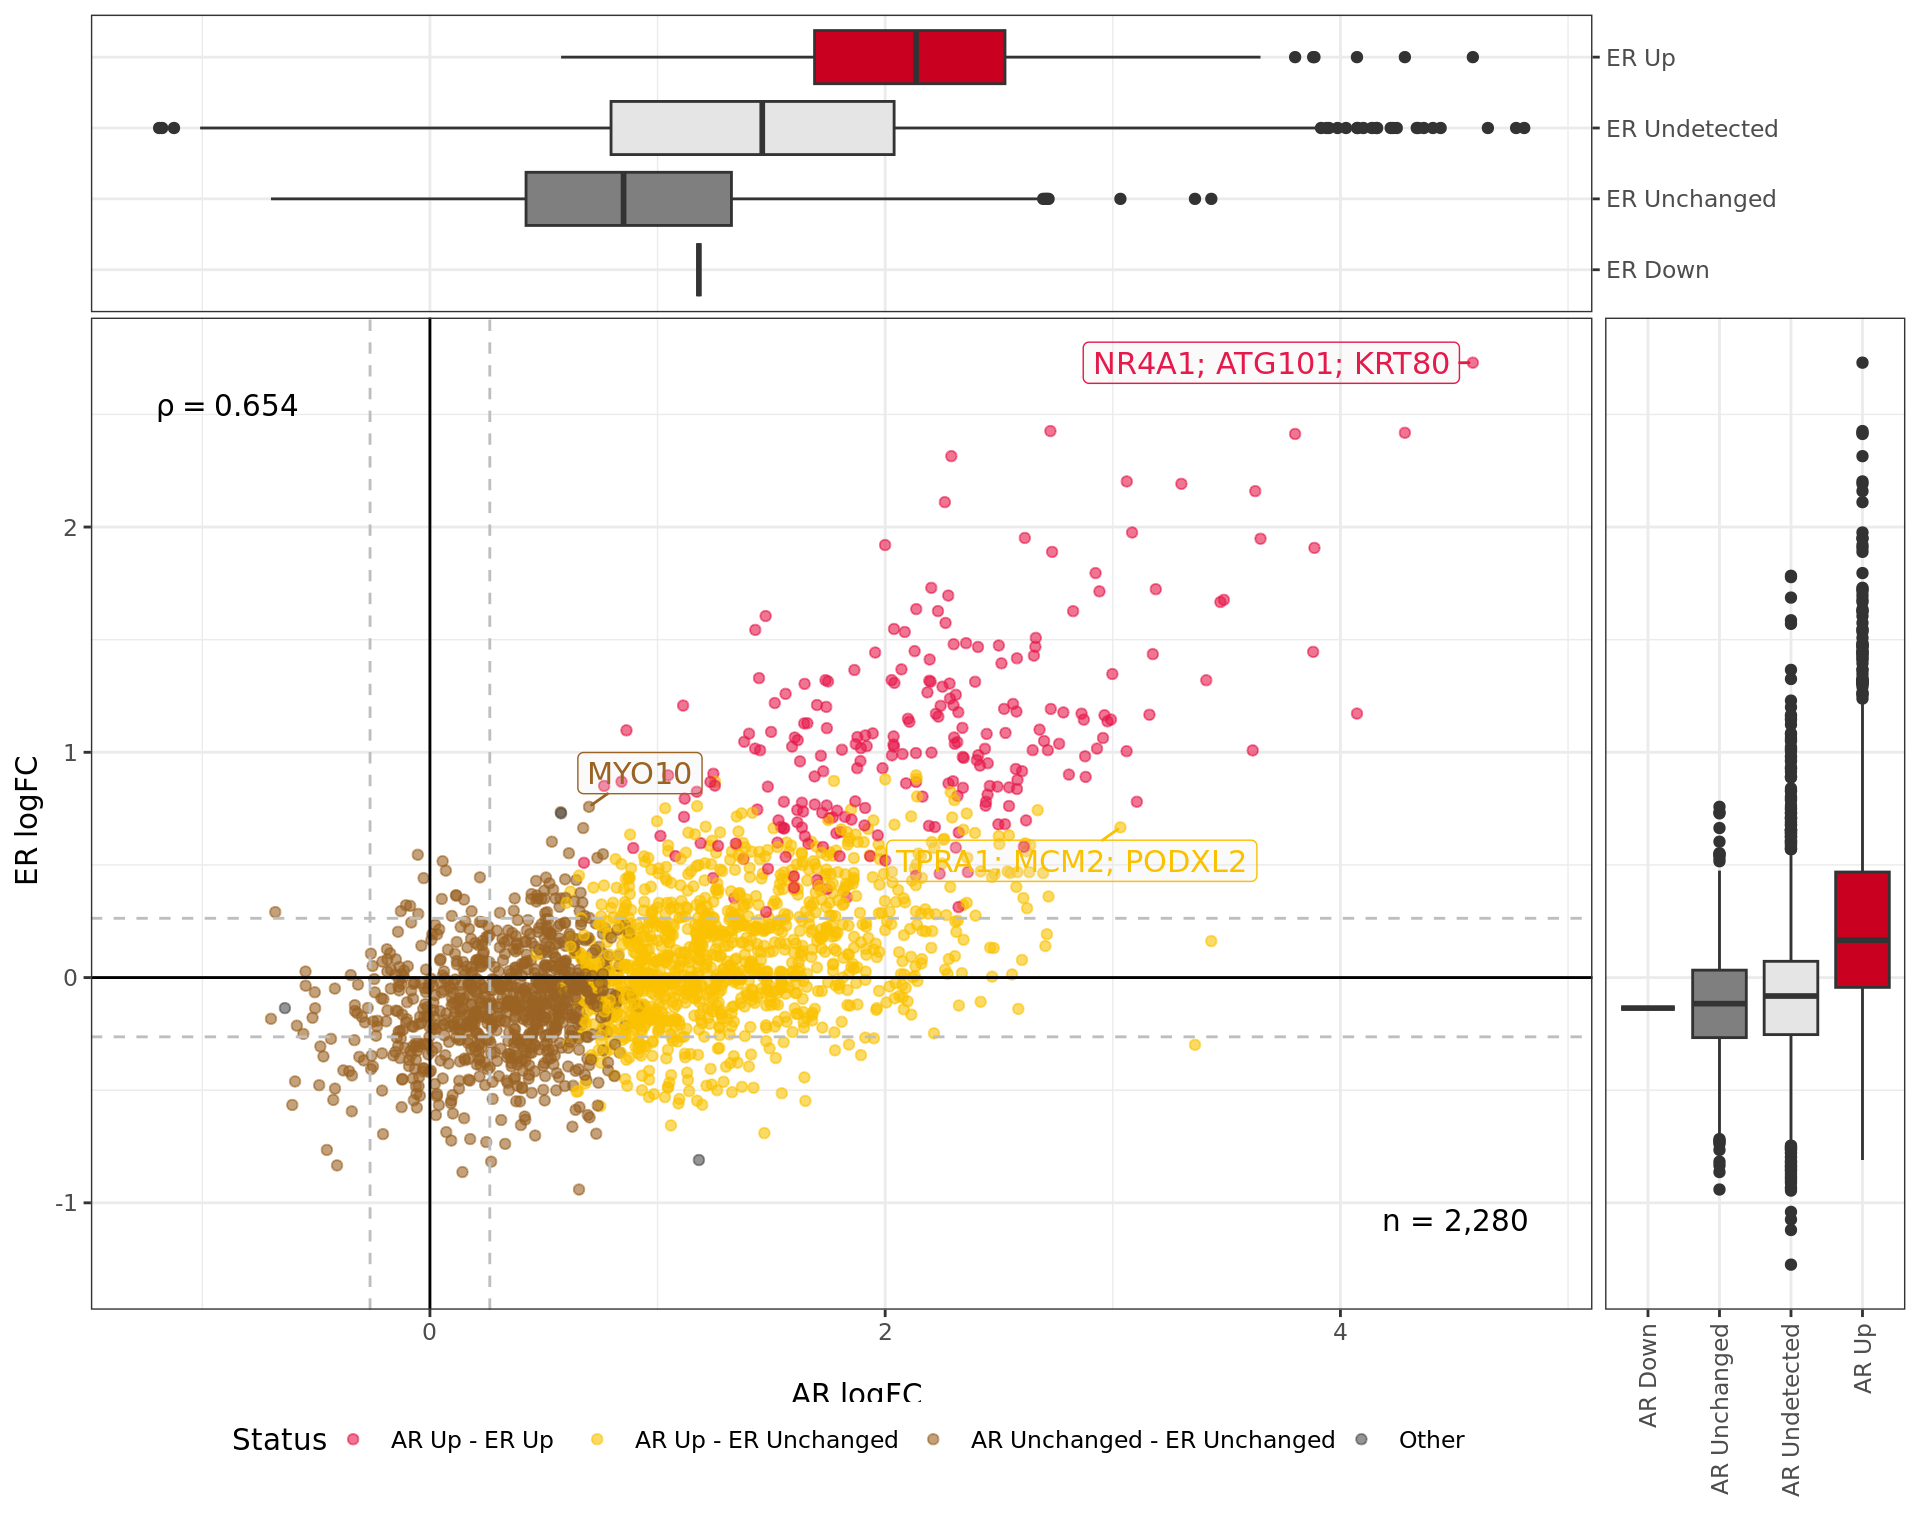 ER Up
ER Undetected
ER Unchanged
ER Down
NR4A1; ATG101; KRT80
ρ = 0.654
MYO10
TPRA1; MCM2; PODXL2
n = 2,280
ER logFC
2
1
0
-1
0
2
4
AR logFC
AR Down
AR Unchanged
AR Undetected
AR Up
Status
AR Up - ER Up
AR Up - ER Unchanged
AR Unchanged - ER Unchanged
Other